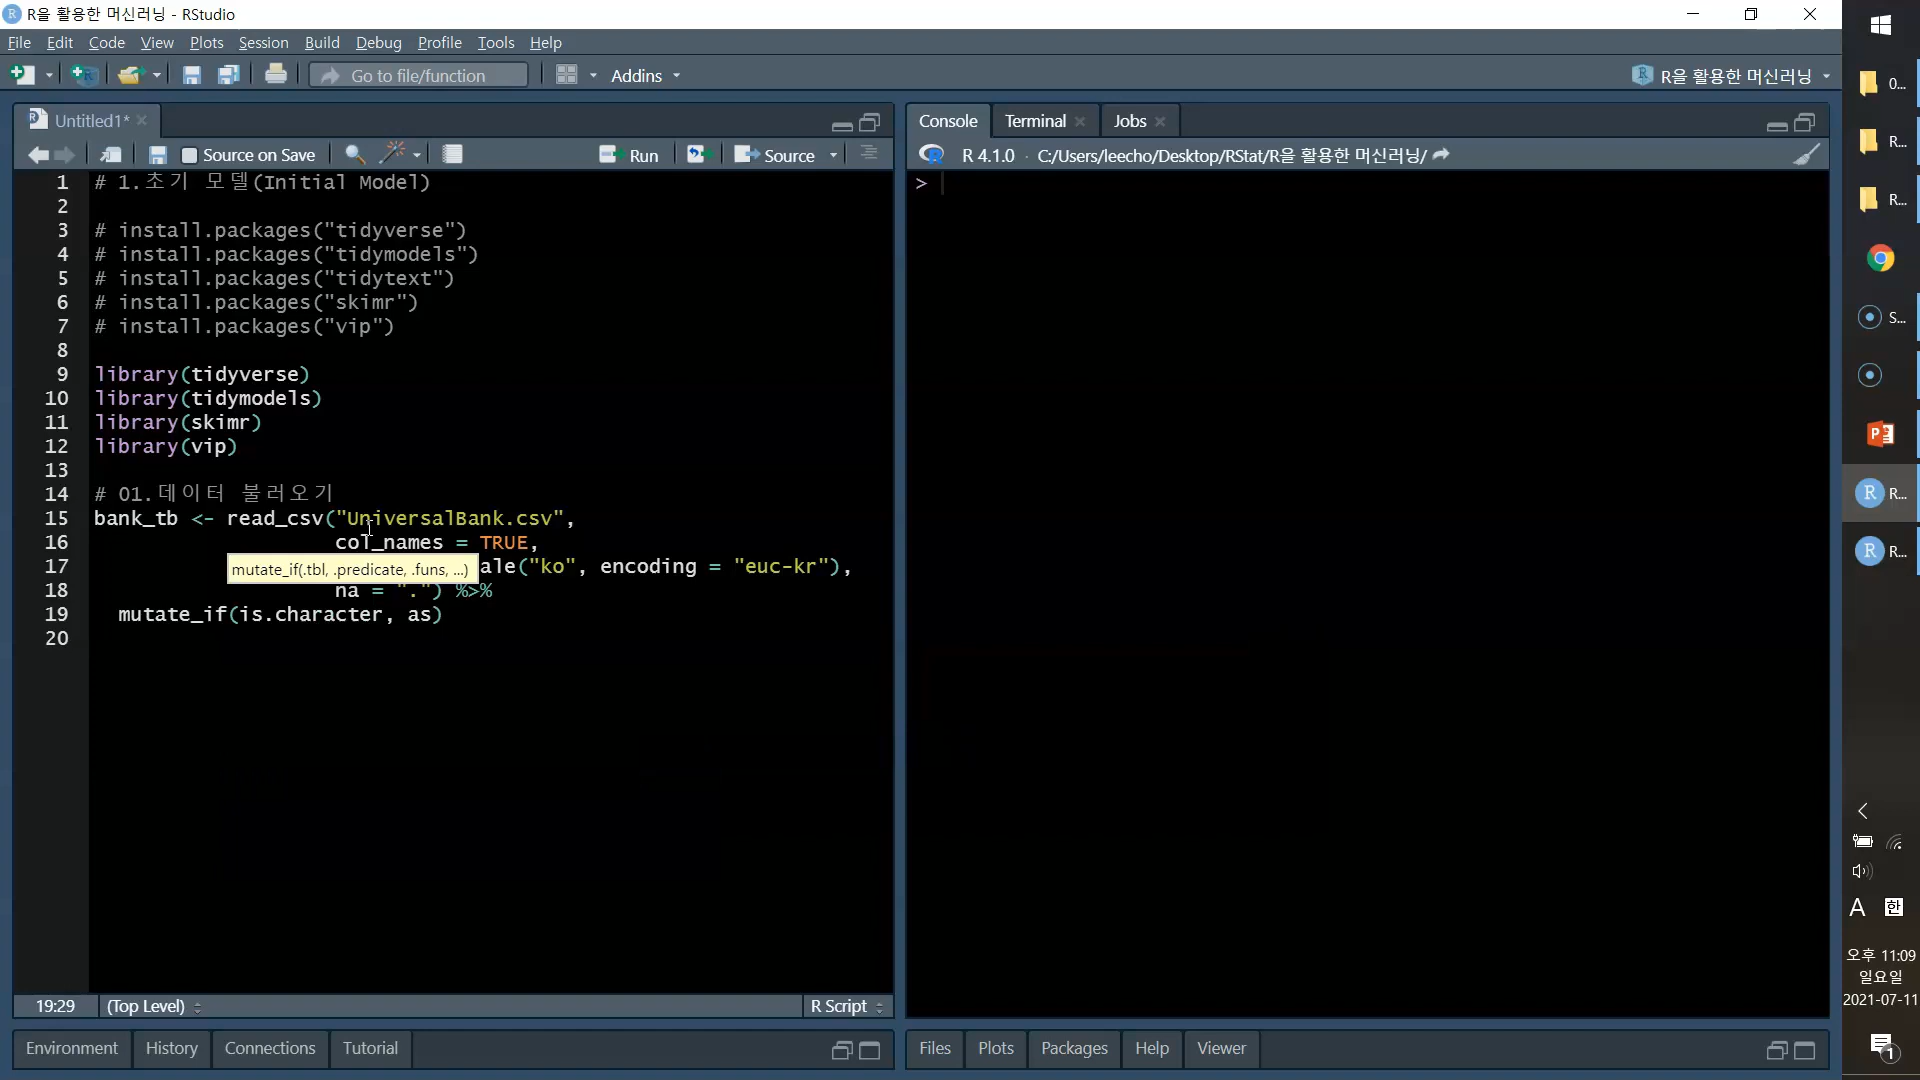 R을 활용한 머신러닝 - RStudio
File Edit Code View Plots Session Build Debug Profile Tools Help
Go to file/function Addins R을 활용한 머신러닝
Untitled1*
Source on Save Run Source
1 # 1.초기 모델(Initial Model)
2
3 # install.packages("tidyverse")
4 # install.packages("tidymodels")
5 # install.packages("tidytext")
6 # install.packages("skimr")
7 # install.packages("vip")
8
9 library(tidyverse)
10 library(tidymodels)
11 library(skimr)
12 library(vip)
13
14 # 01.데이터 불러오기
15 bank_tb <- read_csv("UniversalBank.csv",
16 col_names = TRUE,
mutate_if(.tbl, .predicate, .funs, ...)
17 ale("ko", encoding = "euc-kr"),
18 na = ".") %>%
19 mutate_if(is.character, as)
20
19:29 (Top Level) R Script
Environment History Connections Tutorial
Console Terminal Jobs
R 4.1.0 · C:/Users/leecho/Desktop/RStat/R을 활용한 머신러닝/
>
Files Plots Packages Help Viewer
0...
R...
R...
S...
R...
R...
A 한
오후 11:09
일요일
2021-07-11
1